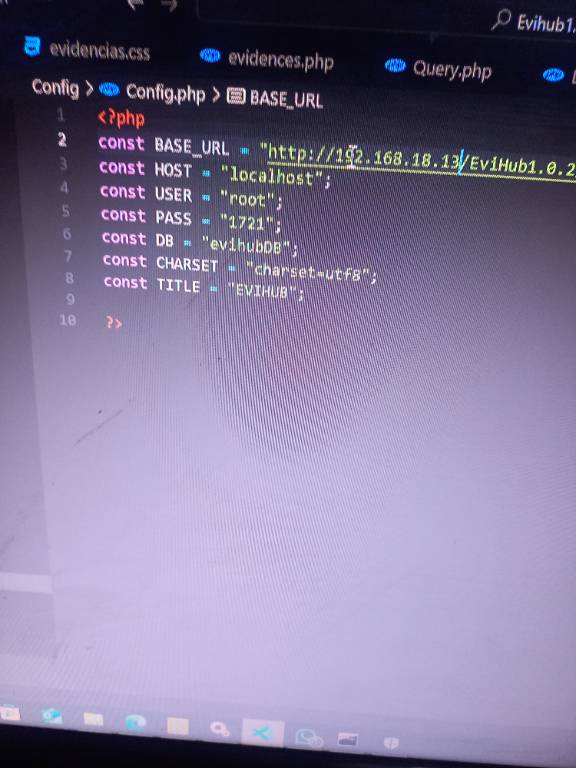 Evihub1.
evidencias.css evidences.php Query.php
Config > Config.php > BASE_URL
1 <?php
2 const BASE_URL = "http://192.168.18.13/EviHub1.0.2
3 const HOST = "localhost";
4 const USER = "root";
5 const PASS = "1721";
6 const DB = "evihubDB";
7 const CHARSET = "charset=utf8";
8 const TITLE = "EVIHUB";
9
10 ?>